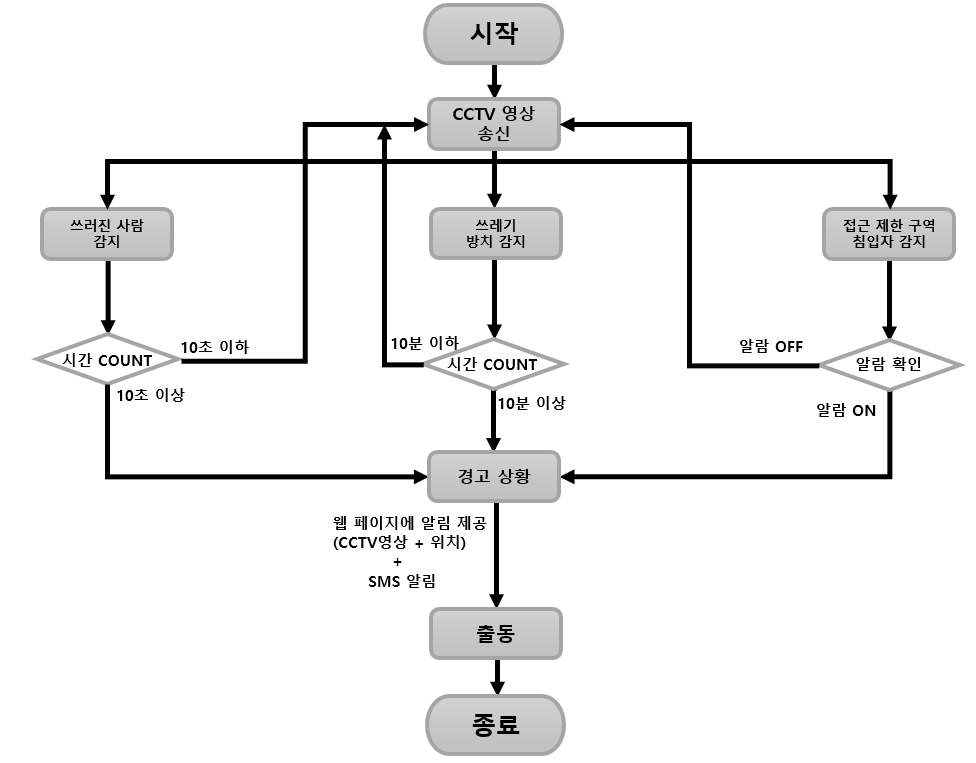 시작
CCTV 영상
송신
쓰러진 사람
감지
쓰레기
방치 감지
접근 제한 구역
침입자 감지
시간 COUNT
10초 이하
10초 이상
10분 이하
시간 COUNT
10분 이상
알람 OFF
알람 확인
알람 ON
경고 상황
웹 페이지에 알림 제공
(CCTV영상 + 위치)
+
SMS 알림
출동
종료